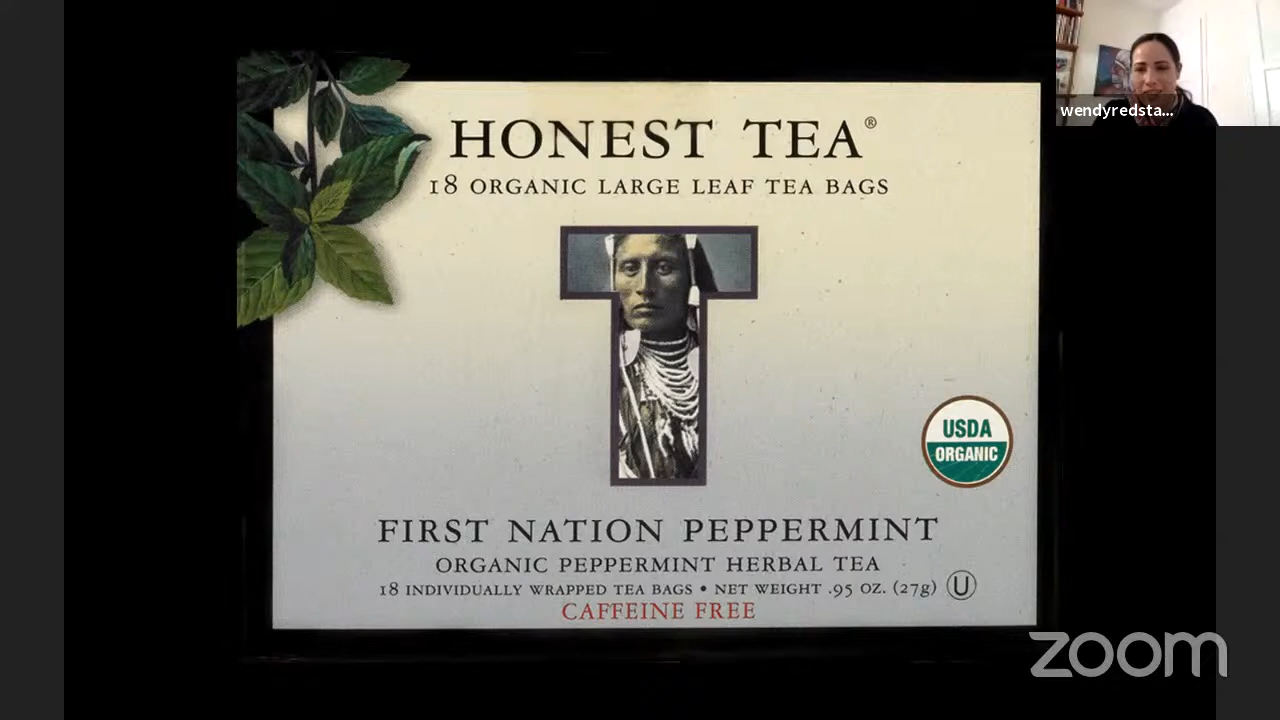 wendyredsta...
HONEST TEA®
18 ORGANIC LARGE LEAF TEA BAGS
T
USDA
ORGANIC
FIRST NATION PEPPERMINT
ORGANIC PEPPERMINT HERBAL TEA
18 INDIVIDUALLY WRAPPED TEA BAGS • NET WEIGHT .95 OZ. (27g) U
CAFFEINE FREE
zoom